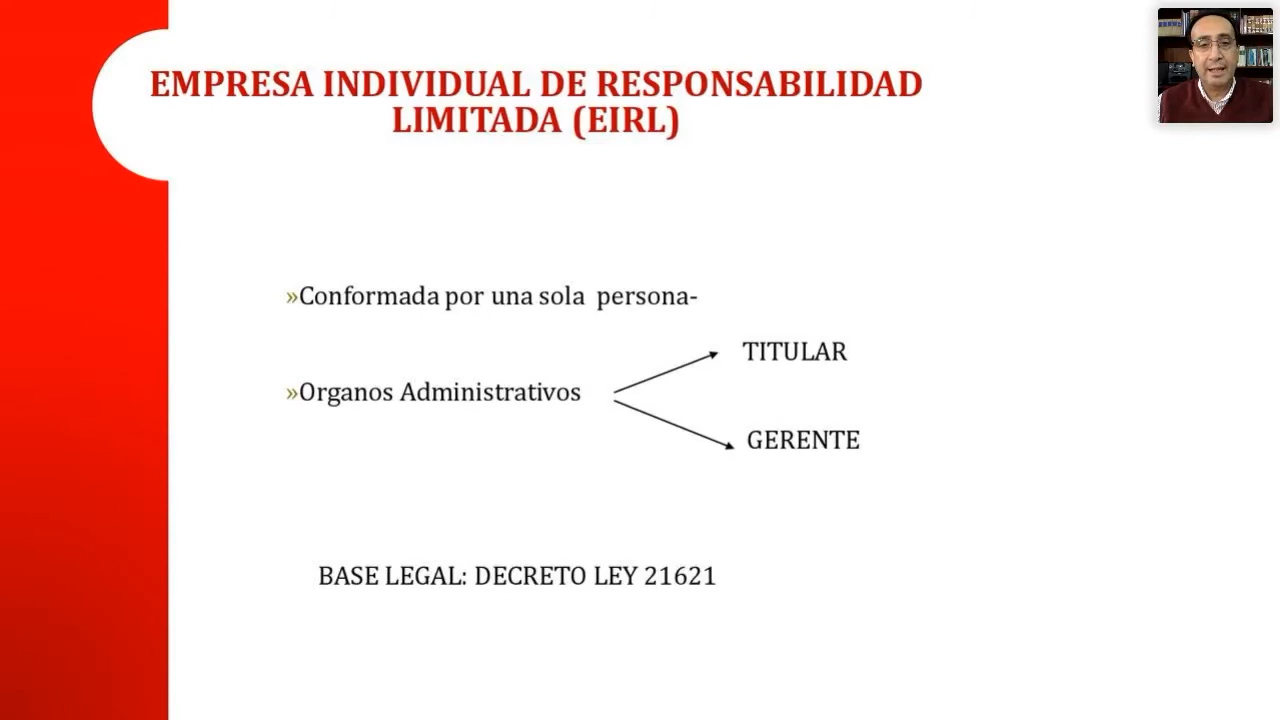 EMPRESA INDIVIDUAL DE RESPONSABILIDAD
LIMITADA (EIRL)
»Conformada por una sola persona-
TITULAR
»Organos Administrativos
GERENTE
BASE LEGAL: DECRETO LEY 21621